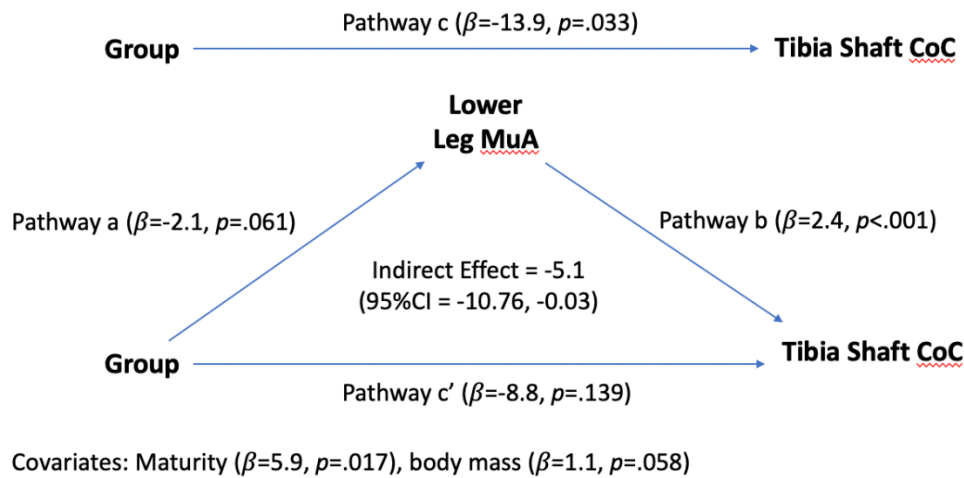 Pathway c (β=-13.9, p=.033)
Group
Tibia Shaft CoC
Lower
Leg MuA
Pathway a (β=-2.1, p=.061)
Pathway b (β=2.4, p<.001)
Indirect Effect = -5.1
(95%CI = -10.76, -0.03)
Group
Tibia Shaft CoC
Pathway c’ (β=-8.8, p=.139)
Covariates: Maturity (β=5.9, p=.017), body mass (β=1.1, p=.058)